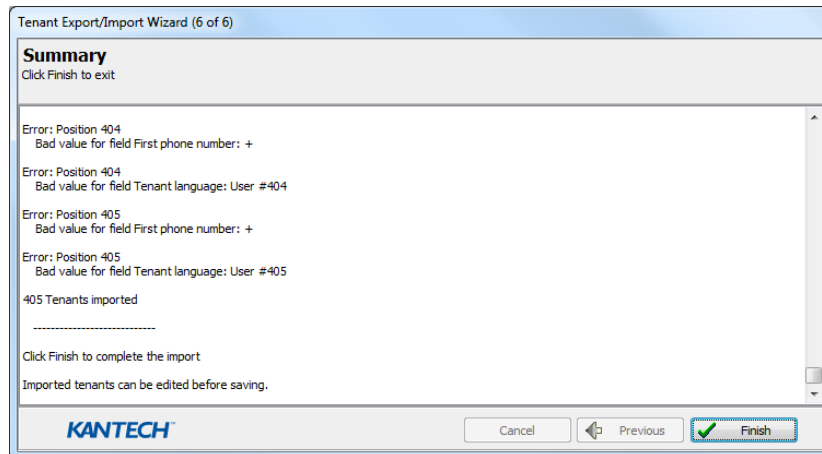 Tenant Export/Import Wizard (6 of 6)
Summary
Click Finish to exit
Error: Position 404
Bad value for field First phone number: +
Error: Position 404
Bad value for field Tenant language: User #404
Error: Position 405
Bad value for field First phone number: +
Error: Position 405
Bad value for field Tenant language: User #405
405 Tenants imported
----------------------------
Click Finish to complete the import
Imported tenants can be edited before saving.
KANTECH™
Cancel
Previous
Finish